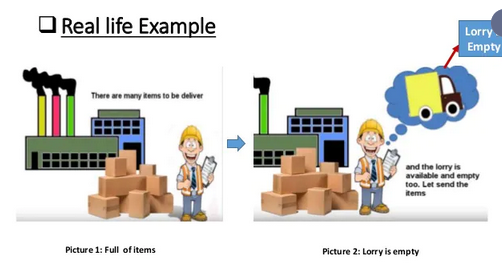 Real life Example
Lorry
Empty
There are many items to be deliver
and the lorry is
available and empty
too. Let send the
items
Picture 1: Full of items
Picture 2: Lorry is empty